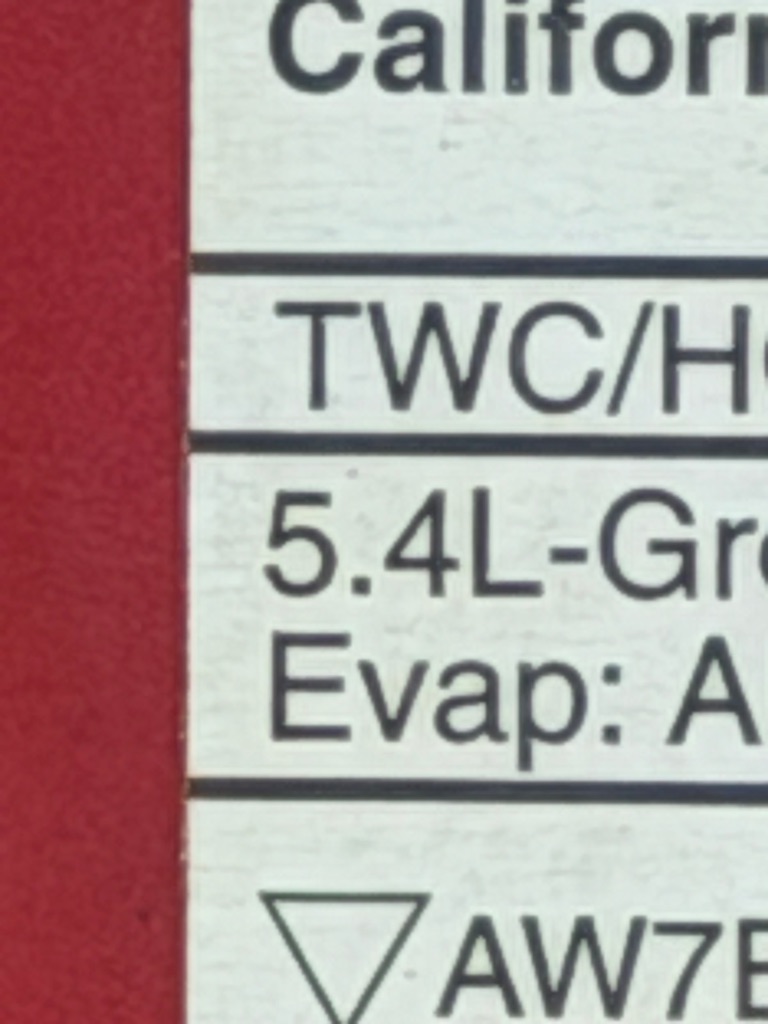 Califor
TWC/H
5.4L-Gr
Evap: A
AW7